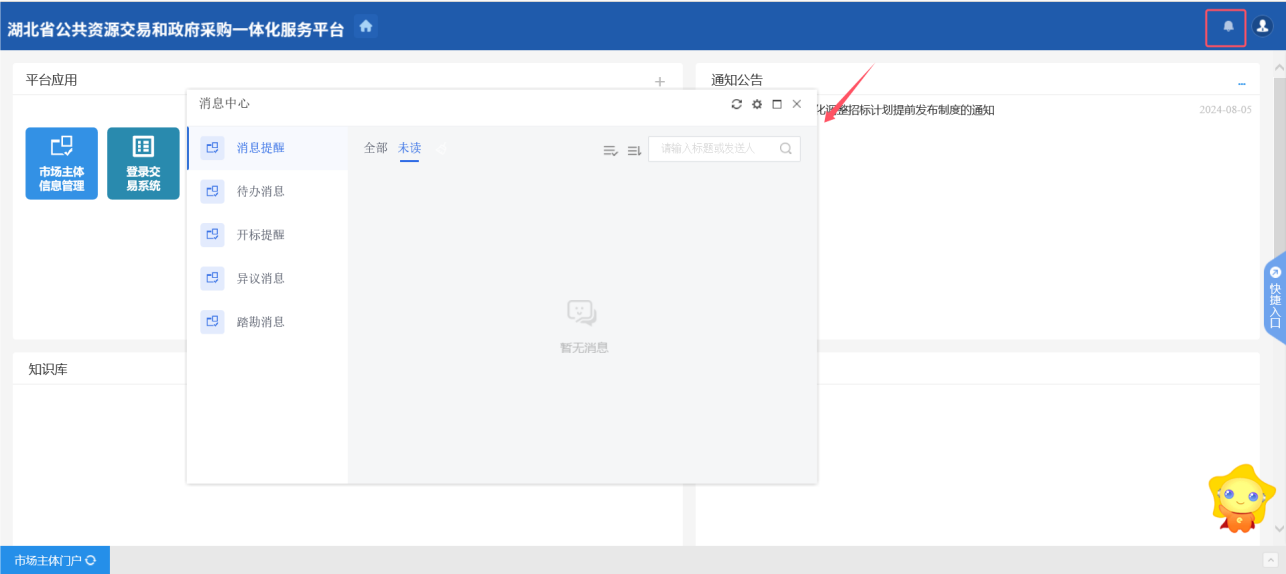 湖北省公共资源交易和政府采购一体化服务平台
平台应用
通知公告
消息中心
调整招标计划提前发布制度的通知
2024-08-05
市场主体
信息管理
登录交
易系统
消息提醒
待办消息
开标提醒
异议消息
踏勘消息
全部
未读
请输入标题或发送人
暂无消息
快捷入口
知识库
市场主体门户